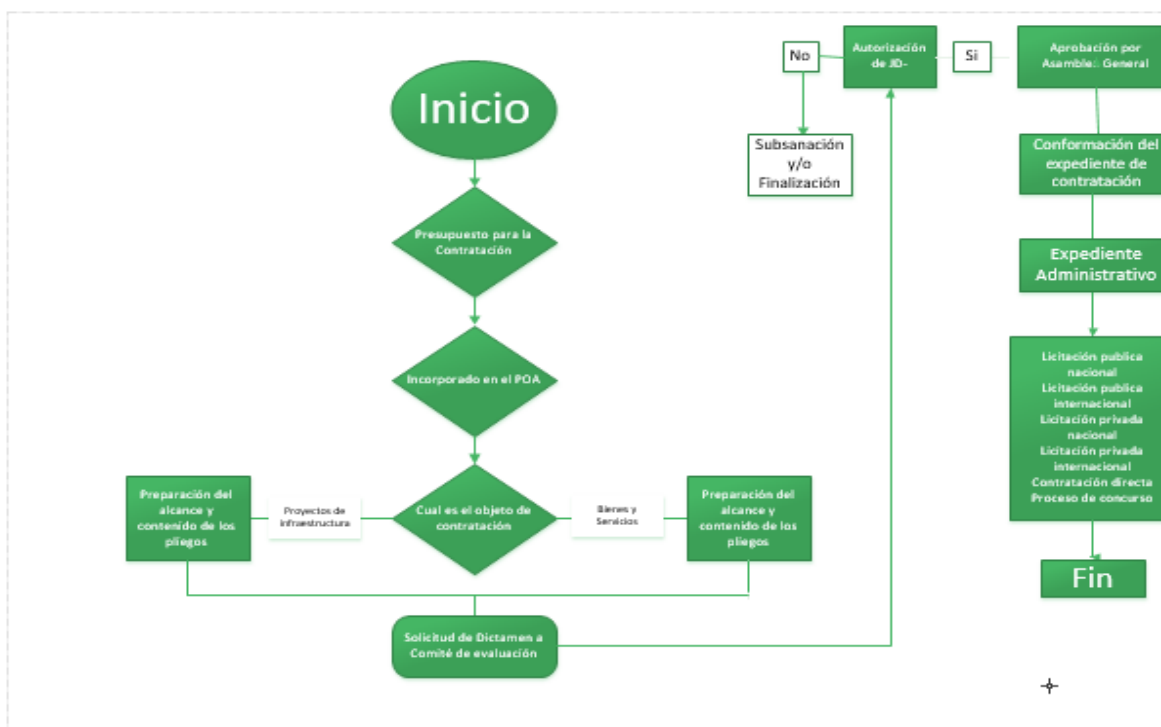 Inicio
Presupuesto para la
Contratación
Incorporado en el POA
Cual es el objeto de
contratación
Proyectos de
infraestructura
Preparación del
alcance y
contenido de los
pliegos
Bienes y
Servicios
Preparación del
alcance y
contenido de los
pliegos
Solicitud de Dictamen a
Comité de evaluación
Autorización
de JD-
No
Subsanación
y/o
Finalización
Si
Aprobación por
Asamblea General
Conformación del
expediente de
contratación
Expediente
Administrativo
Licitación publica
nacional
Licitación publica
internacional
Licitación privada
nacional
Licitación privada
internacional
Contratación directa
Proceso de concurso
Fin